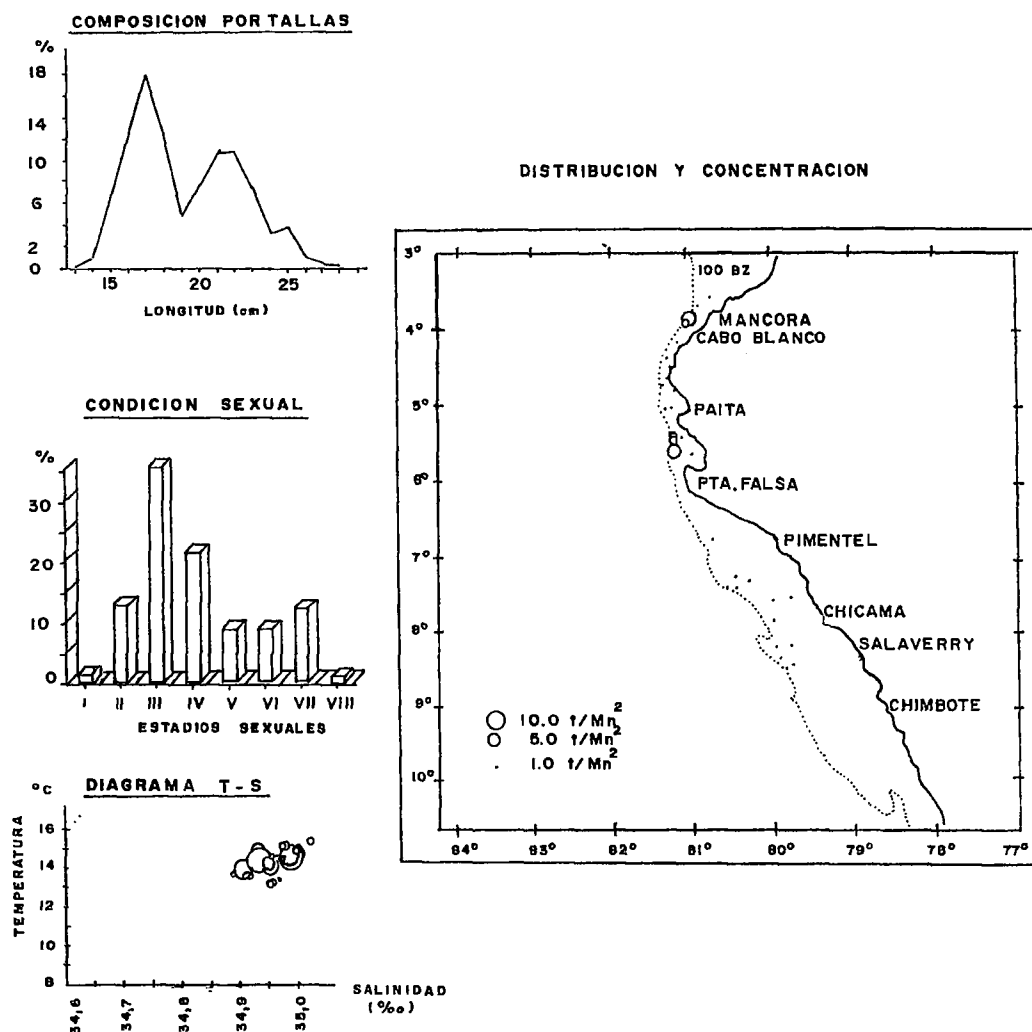 COMPOSICION POR TALLAS
%
18
14
10
6
2
0
15 20 25
LONGITUD (cm)
CONDICION SEXUAL
%
30
20
10
0
I II III IV V VI VII VIII
ESTADIOS SEXUALES
DIAGRAMA T-S
°C
TEMPERATURA
16
14
12
10
8
34,6 34,7 34,8 34,9 35,0
SALINIDAD
(‰)
DISTRIBUCION Y CONCENTRACION
3°
4°
5°
6°
7°
8°
9°
10°
100 BZ
MANCORA
CABO BLANCO
PAITA
PTA. FALSA
PIMENTEL
CHICAMA
SALAVERRY
CHIMBOTE
10.0 t/Mn²
5.0 t/Mn²
1.0 t/Mn²
84° 83° 82° 81° 80° 79° 78° 77°